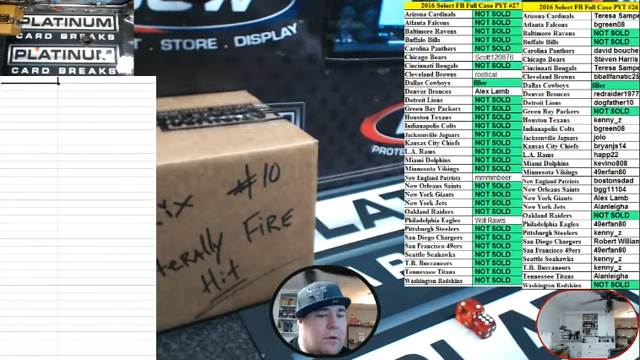 PLATINUM
CARD BREAKS
PLATINUM
CARD BREAKS
STORE . DISPLAY
#10
FIRE
Hit
2016 Select FB Full Case PYT #27
Arizona Cardinals NOT SOLD
Atlanta Falcons NOT SOLD
Baltimore Ravens NOT SOLD
Buffalo Bills NOT SOLD
Carolina Panthers NOT SOLD
Chicago Bears Scott120876
Cincinnati Bengals NOT SOLD
Cleveland Browns rootical
Dallas Cowboys filler
Denver Broncos Alex Lamb
Detroit Lions NOT SOLD
Green Bay Packers NOT SOLD
Houston Texans NOT SOLD
Indianapolis Colts NOT SOLD
Jacksonville Jaguars NOT SOLD
Kansas City Chiefs NOT SOLD
L.A. Rams NOT SOLD
Miami Dolphins NOT SOLD
Minnesota Vikings NOT SOLD
New England Patriots mmmmbeer
New Orleans Saints NOT SOLD
New York Giants NOT SOLD
New York Jets NOT SOLD
Oakland Raiders NOT SOLD
Philadelphia Eagles Will Rawls
Pittsburgh Steelers NOT SOLD
San Diego Chargers NOT SOLD
San Francisco 49ers NOT SOLD
Seattle Seahawks NOT SOLD
T.B. Buccaneers NOT SOLD
Tennessee Titans NOT SOLD
Washington Redskins NOT SOLD
2016 Select FB Full Case PYT #26
Arizona Cardinals Teresa Sampe
Atlanta Falcons bgreen08
Baltimore Ravens NOT SOLD
Buffalo Bills NOT SOLD
Carolina Panthers david bouche
Chicago Bears Steven Harris
Cincinnati Bengals Teresa Sampe
Cleveland Browns bballfanatic25
Dallas Cowboys filler
Denver Broncos redraider1977
Detroit Lions dogfather10
Green Bay Packers NOT SOLD
Houston Texans kenny_z
Indianapolis Colts bgreen08
Jacksonville Jaguars jolo
Kansas City Chiefs bryanjs14
L.A. Rams happ22
Miami Dolphins kevino808
Minnesota Vikings 49erfan80
New England Patriots bostonsdad
New Orleans Saints bgg11104
New York Giants Alex Lamb
New York Jets Alanleigha
Oakland Raiders NOT SOLD
Philadelphia Eagles 49erfan80
Pittsburgh Steelers kenny_z
San Diego Chargers Robert William
San Francisco 49ers 49erfan80
Seattle Seahawks kenny_z
T.B. Buccaneers kenny_z
Tennessee Titans Alanleigha
Washington Redskins NOT SOLD